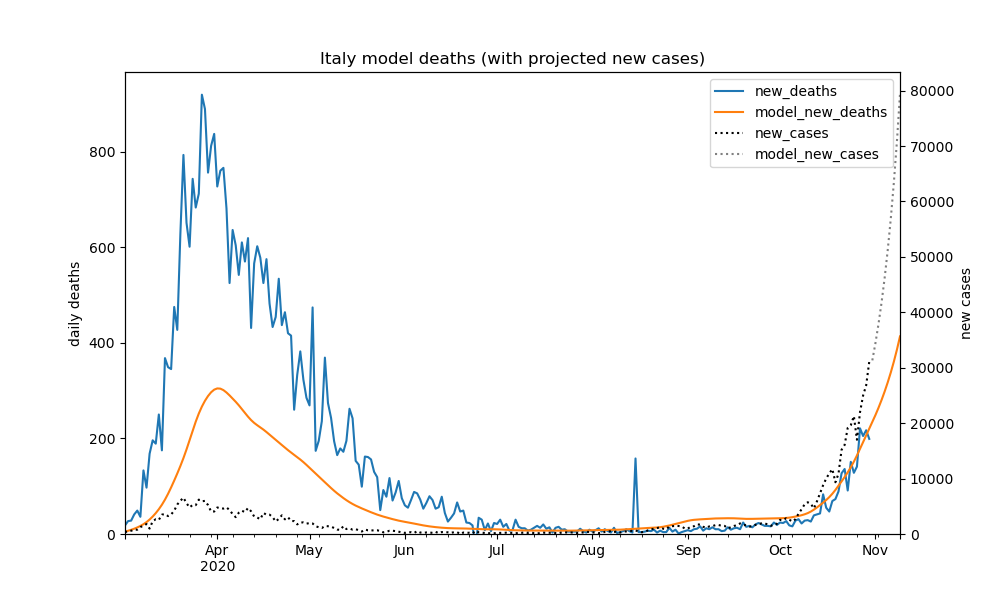 Italy model deaths (with projected new cases)
new_deaths
model_new_deaths
new_cases
model_new_cases
daily deaths
800
600
400
200
0
new cases
80000
70000
60000
50000
40000
30000
20000
10000
0
Apr May Jun Jul Aug Sep Oct Nov
2020